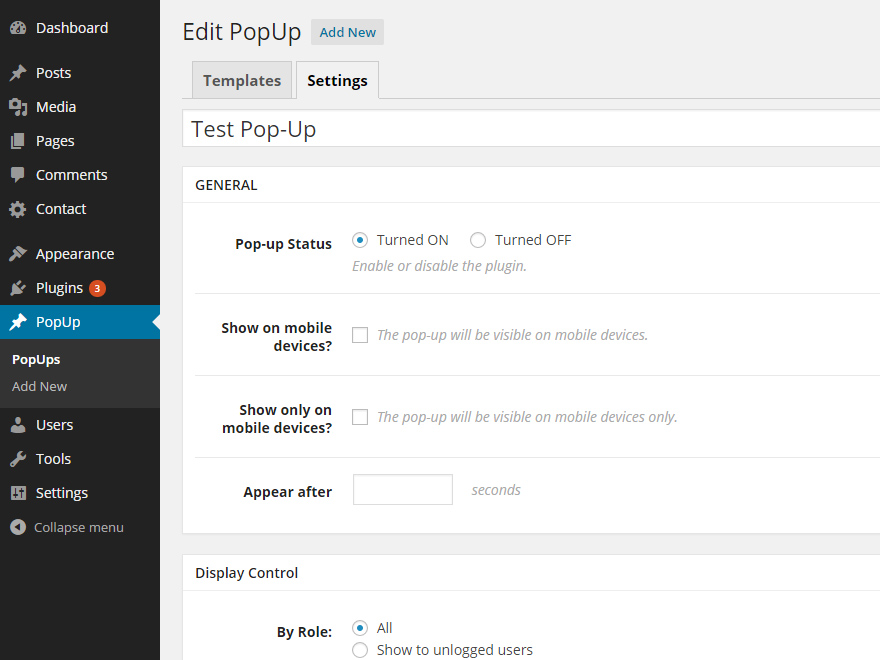 Dashboard
Posts
Media
Pages
Comments
Contact
Appearance
Plugins 3
PopUp
PopUps
Add New
Users
Tools
Settings
Collapse menu
Edit PopUp Add New
Templates Settings
Test Pop-Up
GENERAL
Pop-up Status Turned ON Turned OFF
Enable or disable the plugin.
Show on mobile
devices?
The pop-up will be visible on mobile devices.
Show only on
mobile devices?
The pop-up will be visible on mobile devices only.
Appear after seconds
Display Control
By Role: All
Show to unlogged users